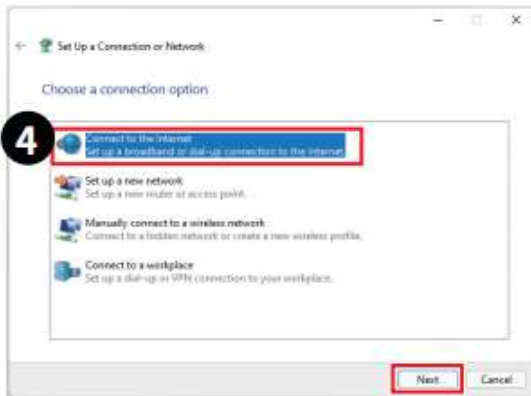 Set Up a Connection or Network
Choose a connection option
4
Connect to the Internet
Set up a broadband or dial-up connection to the Internet.
Set up a new network
Set up a new router or access point.
Manually connect to a wireless network
Connect to a hidden network or create a new wireless profile.
Connect to a workplace
Set up a dial-up or VPN connection to your workplace.
Next
Cancel